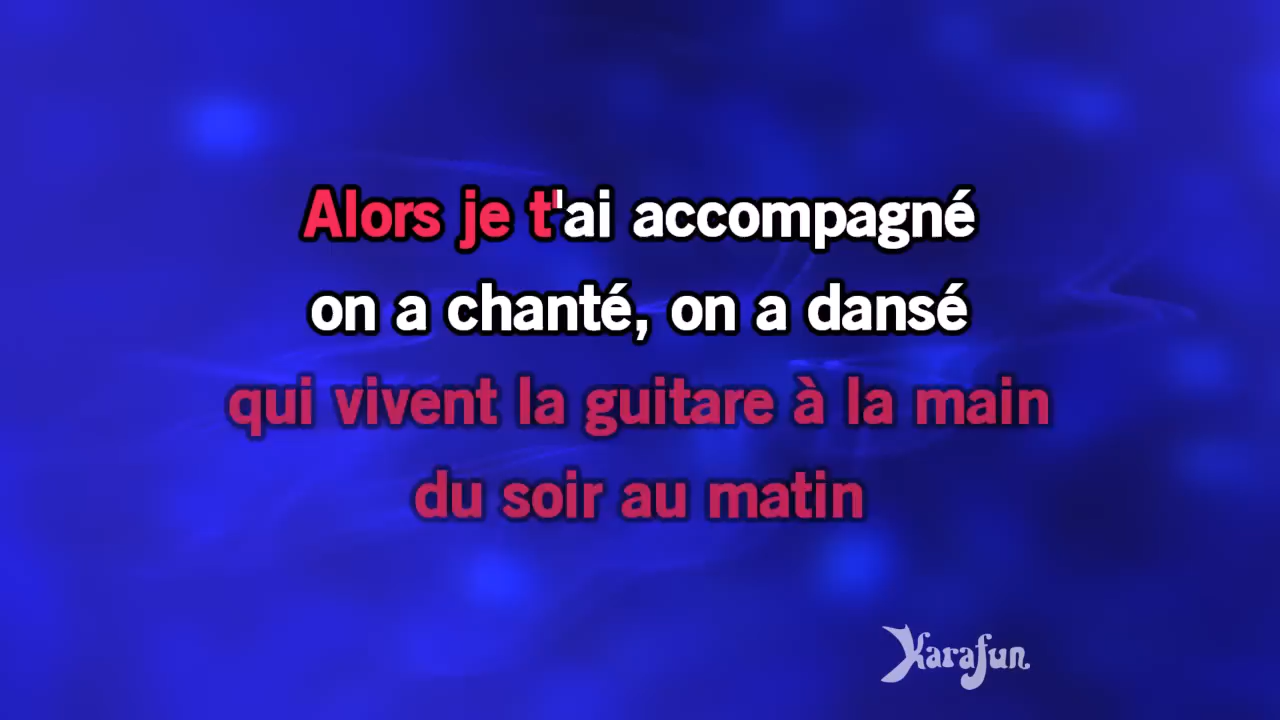 Alors je t'ai accompagné
on a chanté, on a dansé
qui vivent la guitare à la main
du soir au matin
Karafun